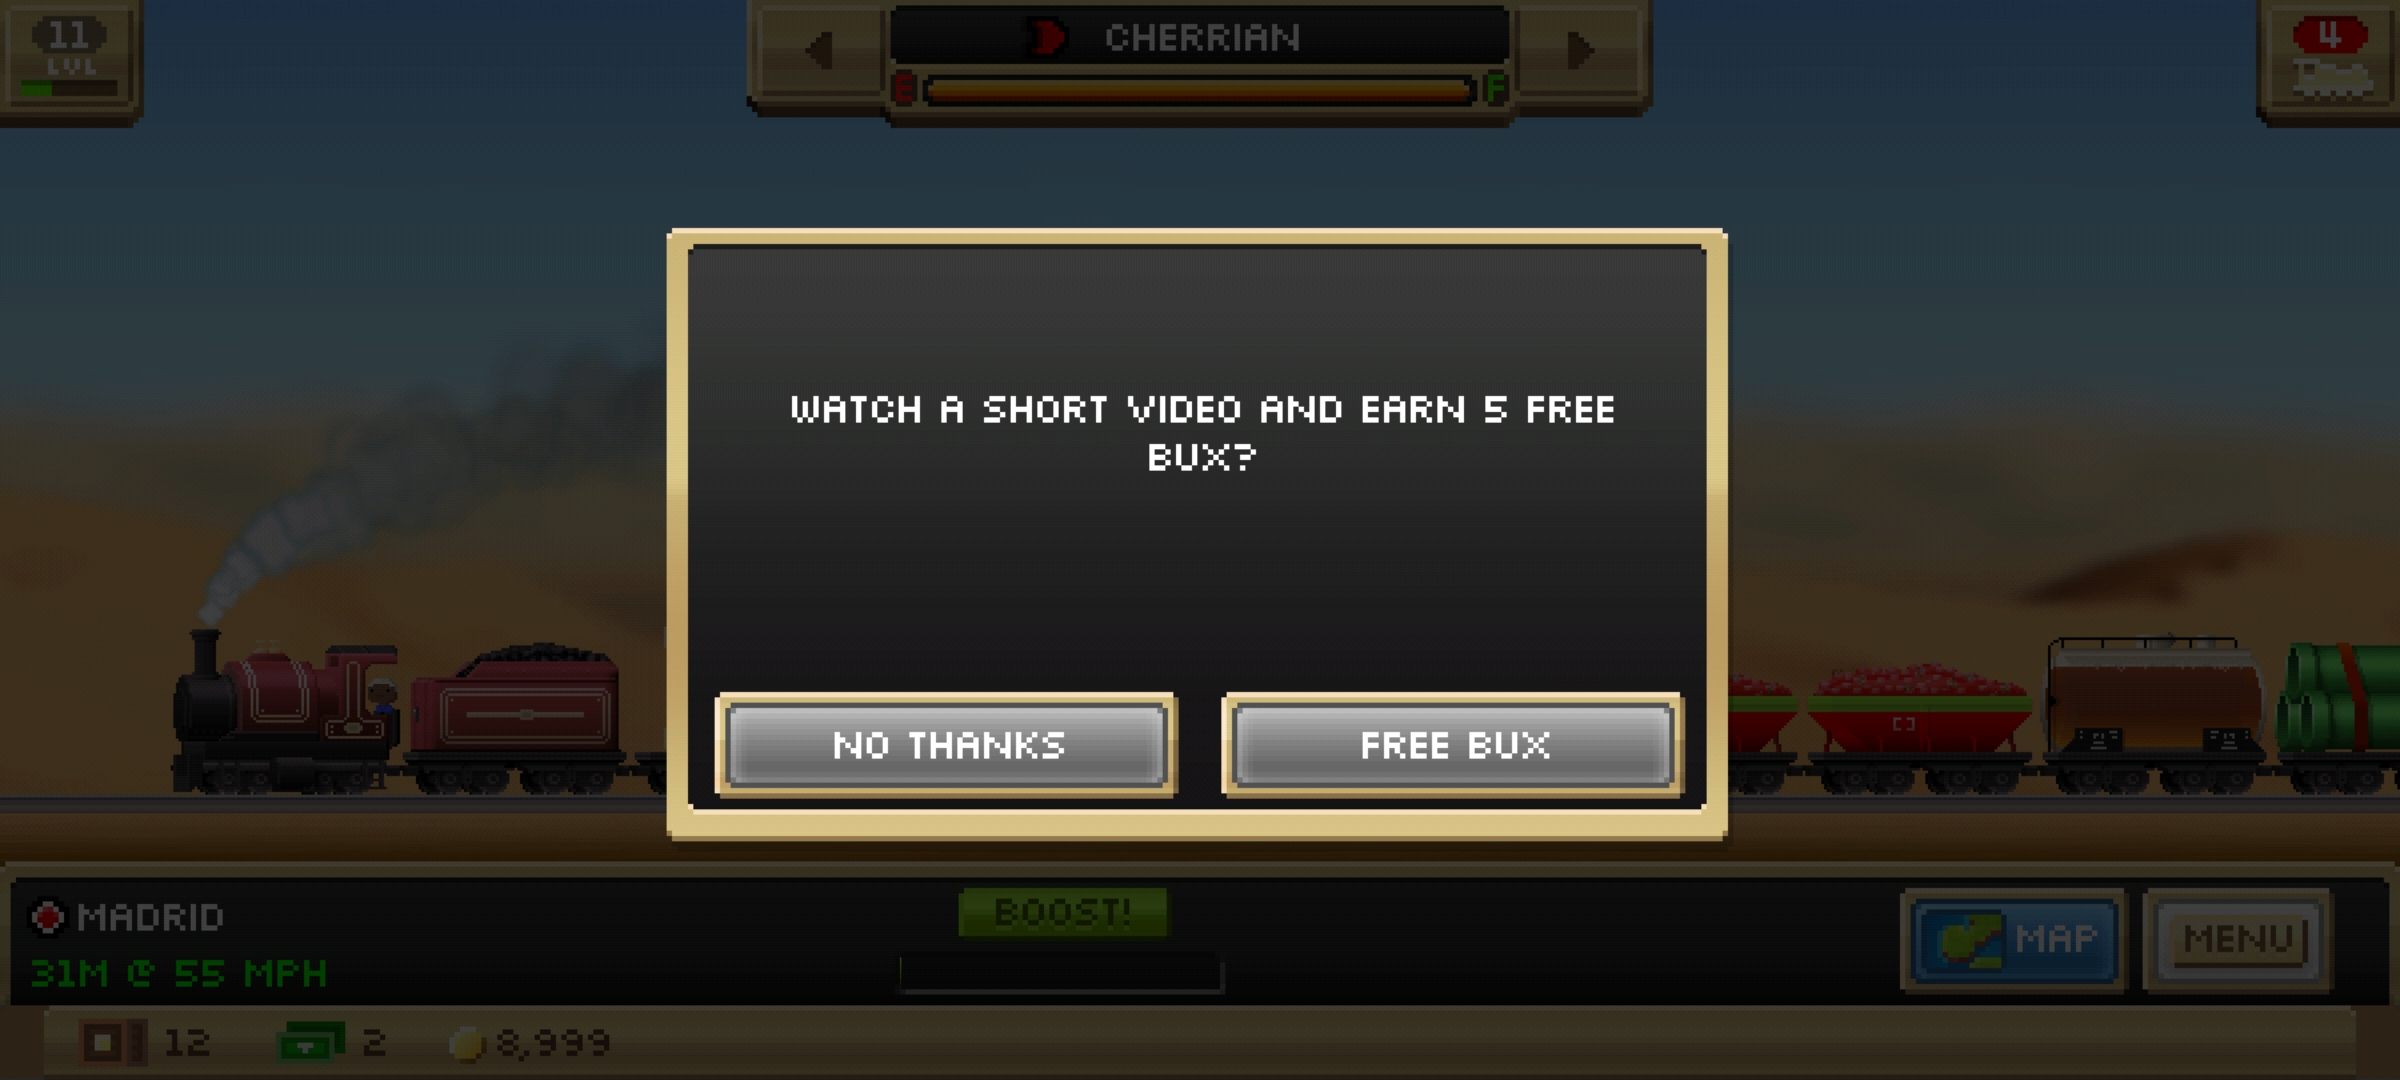 11
LVL
CHERRIAN
E F
4
WATCH A SHORT VIDEO AND EARN 5 FREE
BUX?
NO THANKS
FREE BUX
MADRID
31M @ 55 MPH
BOOST!
MAP
MENU
12
2
8,999